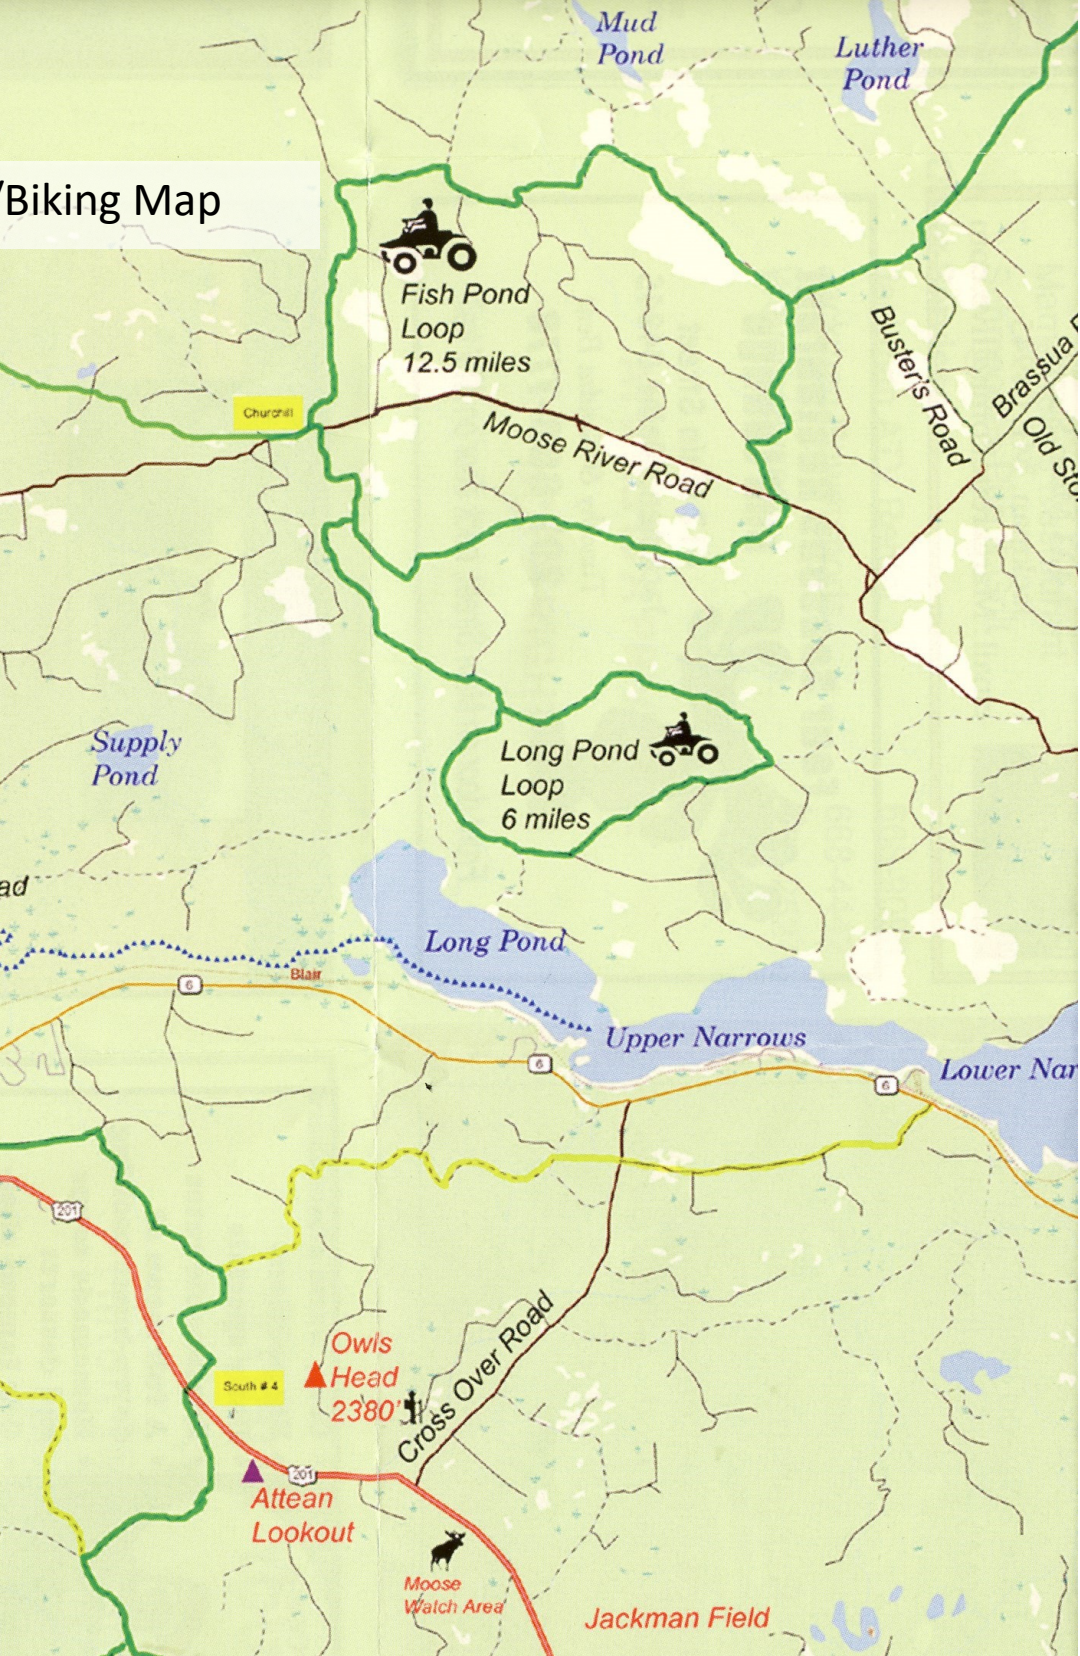 Mud
Pond
Luther
Pond
/Biking Map
Fish Pond
Loop
12.5 miles
Buster's Road
Brassua
Old
Churchill
Moose River Road
Supply
Pond
Long Pond
Loop
6 miles
ad
Long Pond
Blair
6
Upper Narrows
6
Lower Nar
6
201
Owls
Head
2380'
Cross Over Road
South # 4
201
Attean
Lookout
Moose
Watch Area
Jackman Field